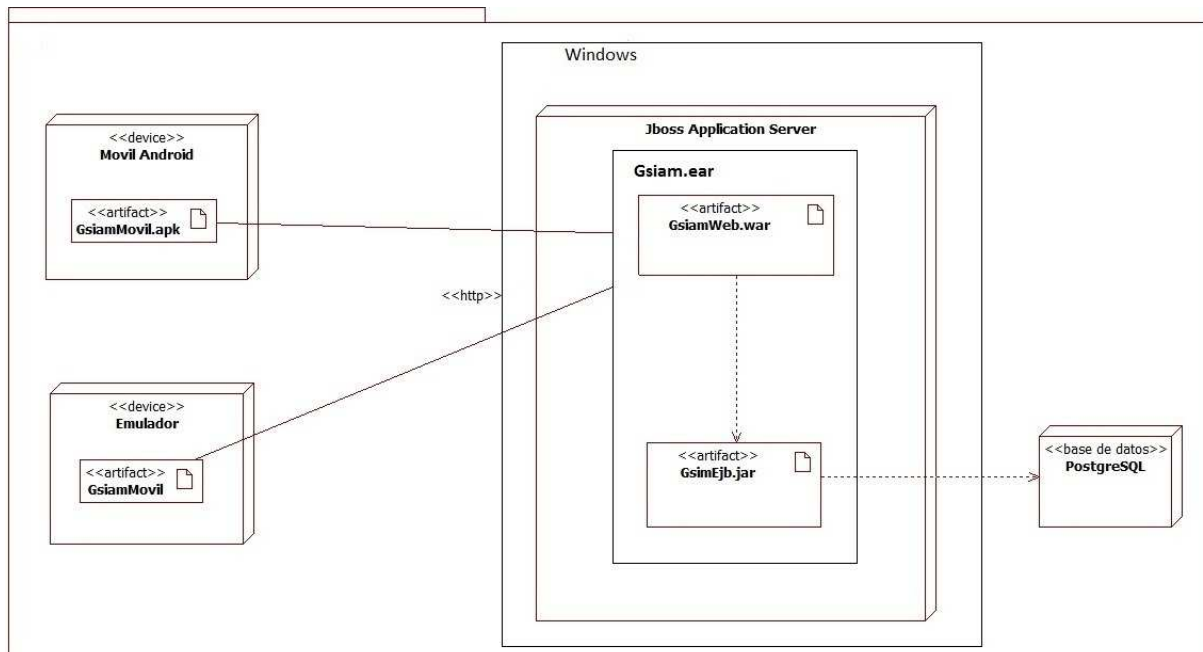 Windows
Jboss Application Server
<<device>>
Movil Android
<<artifact>>
GsiamMovil.apk
Gsiam.ear
<<artifact>>
GsiamWeb.war
<<http>>
<<device>>
Emulador
<<artifact>>
GsiamMovil
<<artifact>>
GsimEjb.jar
<<base de datos>>
PostgreSQL